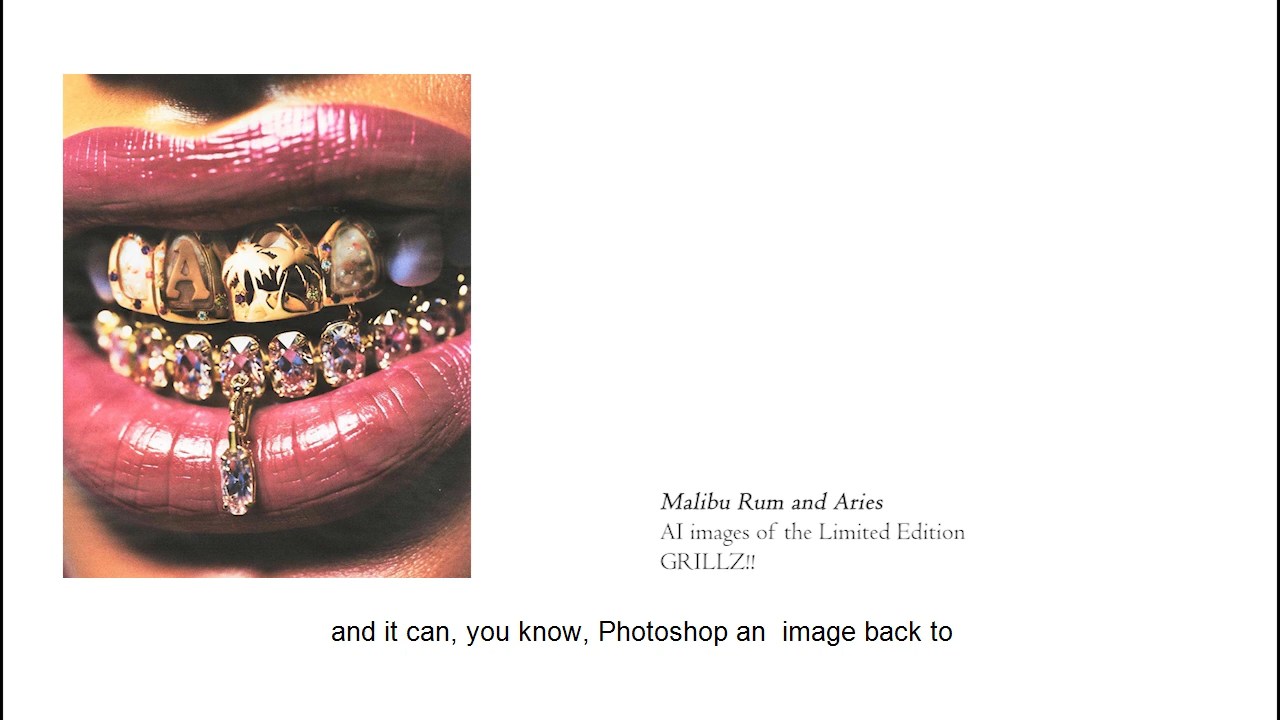 A
Malibu Rum and Aries
AI images of the Limited Edition
GRILLZ!!
and it can, you know, Photoshop an  image back to